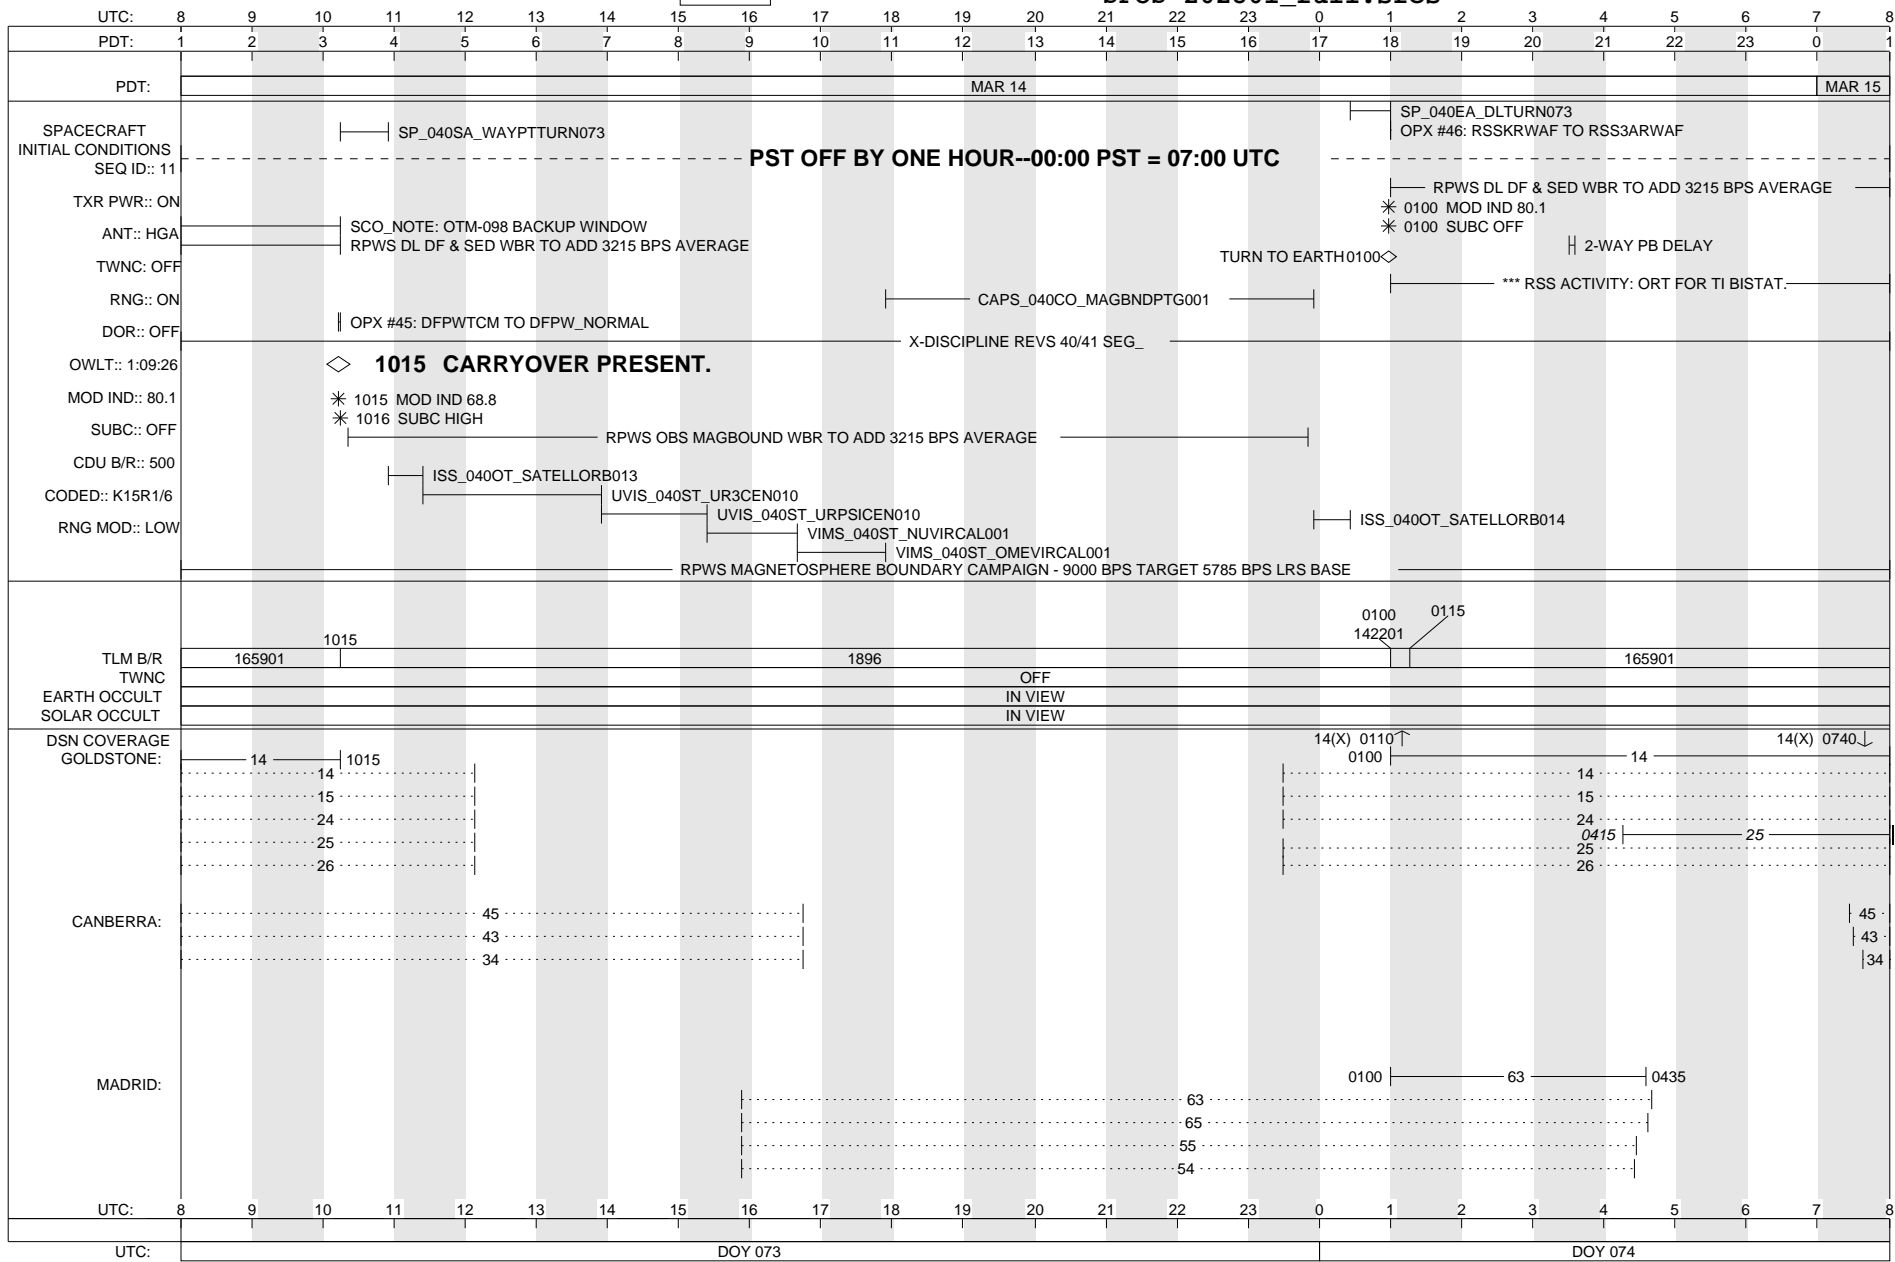 UTC: 8 9 10 11 12 13 14 15 16 17 18 19 20 21 22 23 0 1 2 3 4 5 6 7 8
PDT: 1 2 3 4 5 6 7 8 9 10 11 12 13 14 15 16 17 18 19 20 21 22 23 0 1
PDT: MAR 14 MAR 15
SP_040EA_DLTURN073
SPACECRAFT SP_040SA_WAYPTTURN073 OPX #46: RSSKRWAF TO RSS3ARWAF
INITIAL CONDITIONS
PST OFF BY ONE HOUR--00:00 PST = 07:00 UTC
SEQ ID:: 11
RPWS DL DF & SED WBR TO ADD 3215 BPS AVERAGE
TXR PWR:: ON
0100 MOD IND 80.1
ANT:: HGA SCO_NOTE: OTM-098 BACKUP WINDOW 0100 SUBC OFF
RPWS DL DF & SED WBR TO ADD 3215 BPS AVERAGE 2-WAY PB DELAY
TURN TO EARTH 0100
TWNC: OFF
*** RSS ACTIVITY: ORT FOR TI BISTAT.
RNG:: ON CAPS_040CO_MAGBNDPTG001
OPX #45: DFPWTCM TO DFPW_NORMAL
DOR:: OFF
X-DISCIPLINE REVS 40/41 SEG_
OWLT:: 1:09:26 1015 CARRYOVER PRESENT.
MOD IND:: 80.1 1015 MOD IND 68.8
1016 SUBC HIGH
SUBC:: OFF
RPWS OBS MAGBOUND WBR TO ADD 3215 BPS AVERAGE
CDU B/R:: 500
ISS_040OT_SATELLORB013
CODED:: K15R1/6 UVIS_040ST_UR3CEN010
UVIS_040ST_URPSICEN010
RNG MOD:: LOW ISS_040OT_SATELLORB014
VIMS_040ST_NUVIRCAL001
VIMS_040ST_OMEVIRCAL001
RPWS MAGNETOSPHERE BOUNDARY CAMPAIGN - 9000 BPS TARGET 5785 BPS LRS BASE
0100 0115
1015 142201
TLM B/R 165901 1896 165901
TWNC OFF
EARTH OCCULT IN VIEW
SOLAR OCCULT IN VIEW
DSN COVERAGE 14(X) 0110 14(X) 0740
GOLDSTONE: 14 1015 0100 14
14 14
15 15
24 24
0415 25
25 25
26 26
CANBERRA: 45 45
43 43
34 34
MADRID: 0100 63 0435
63
65
55
54
UTC: 8 9 10 11 12 13 14 15 16 17 18 19 20 21 22 23 0 1 2 3 4 5 6 7 8
UTC: DOY 073 DOY 074